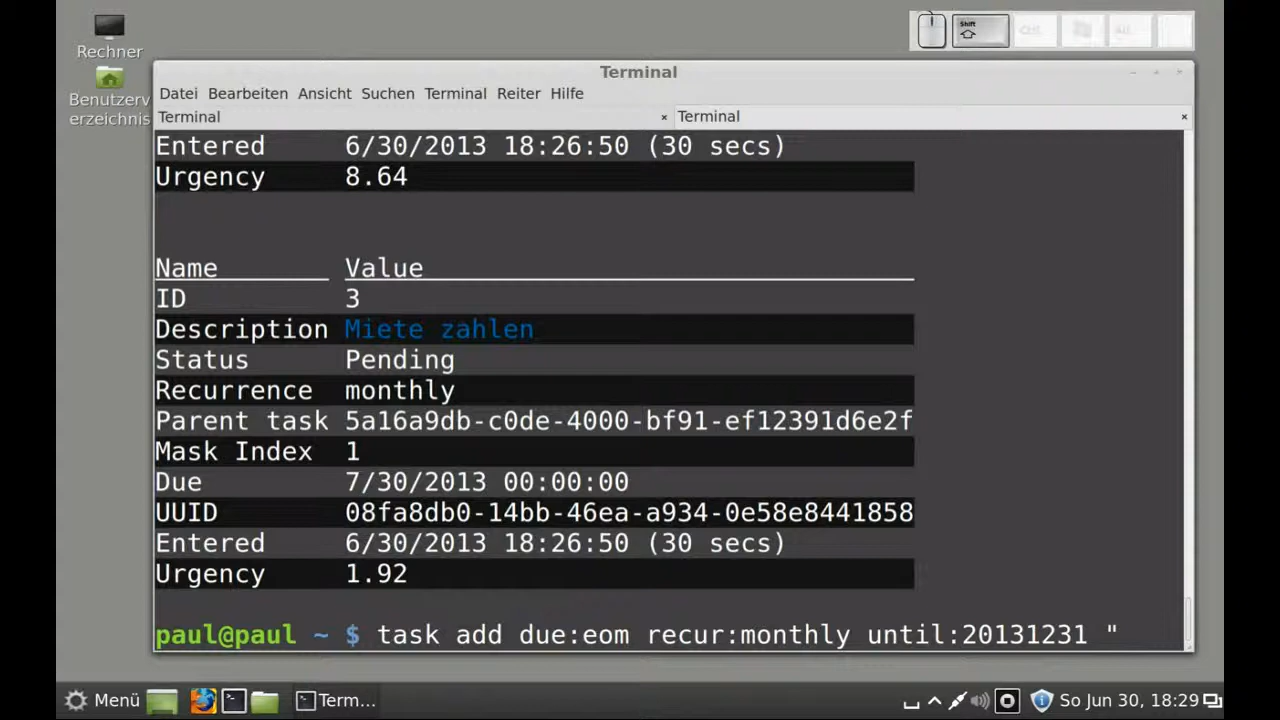 Rechner
Benutzerv
erzeichnis
Shift
Terminal
Datei Bearbeiten Ansicht Suchen Terminal Reiter Hilfe
Terminal × Terminal ×
Entered 6/30/2013 18:26:50 (30 secs)
Urgency 8.64
Name Value
ID 3
Description Miete zahlen
Status Pending
Recurrence monthly
Parent task 5a16a9db-c0de-4000-bf91-ef12391d6e2f
Mask Index 1
Due 7/30/2013 00:00:00
UUID 08fa8db0-14bb-46ea-a934-0e58e8441858
Entered 6/30/2013 18:26:50 (30 secs)
Urgency 1.92
paul@paul ~ $ task add due:eom recur:monthly until:20131231 "
Menü Term... So Jun 30, 18:29